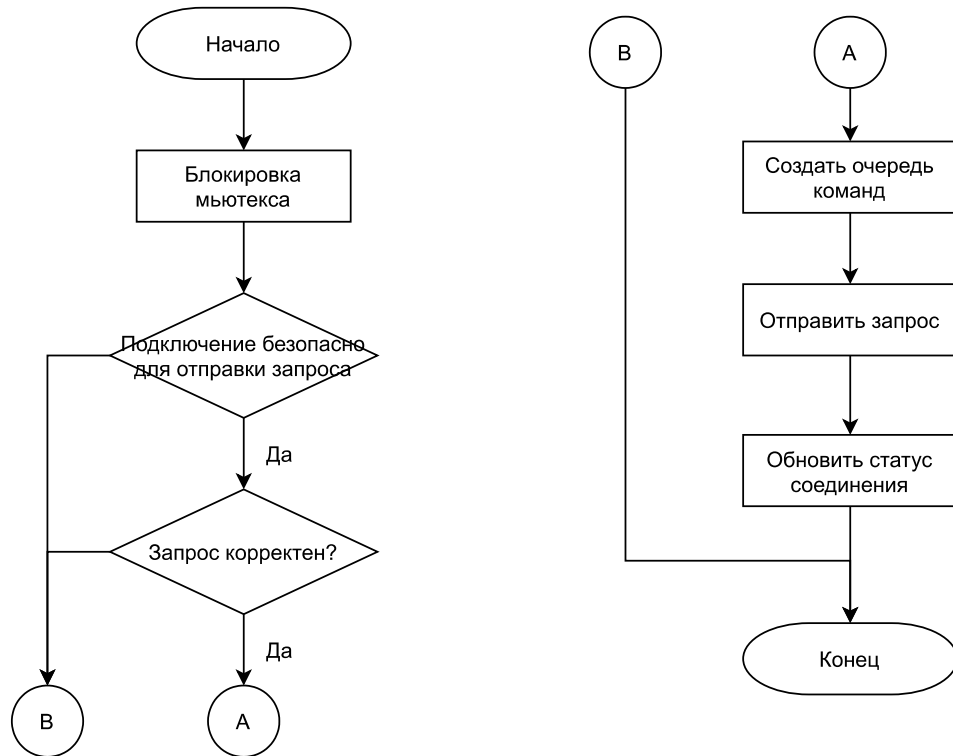 Начало
Блокировка
мьютекса
Подключение безопасно
для отправки запроса
Да
Запрос корректен?
Да
B
A
B
A
Создать очередь
команд
Отправить запрос
Обновить статус
соединения
Конец